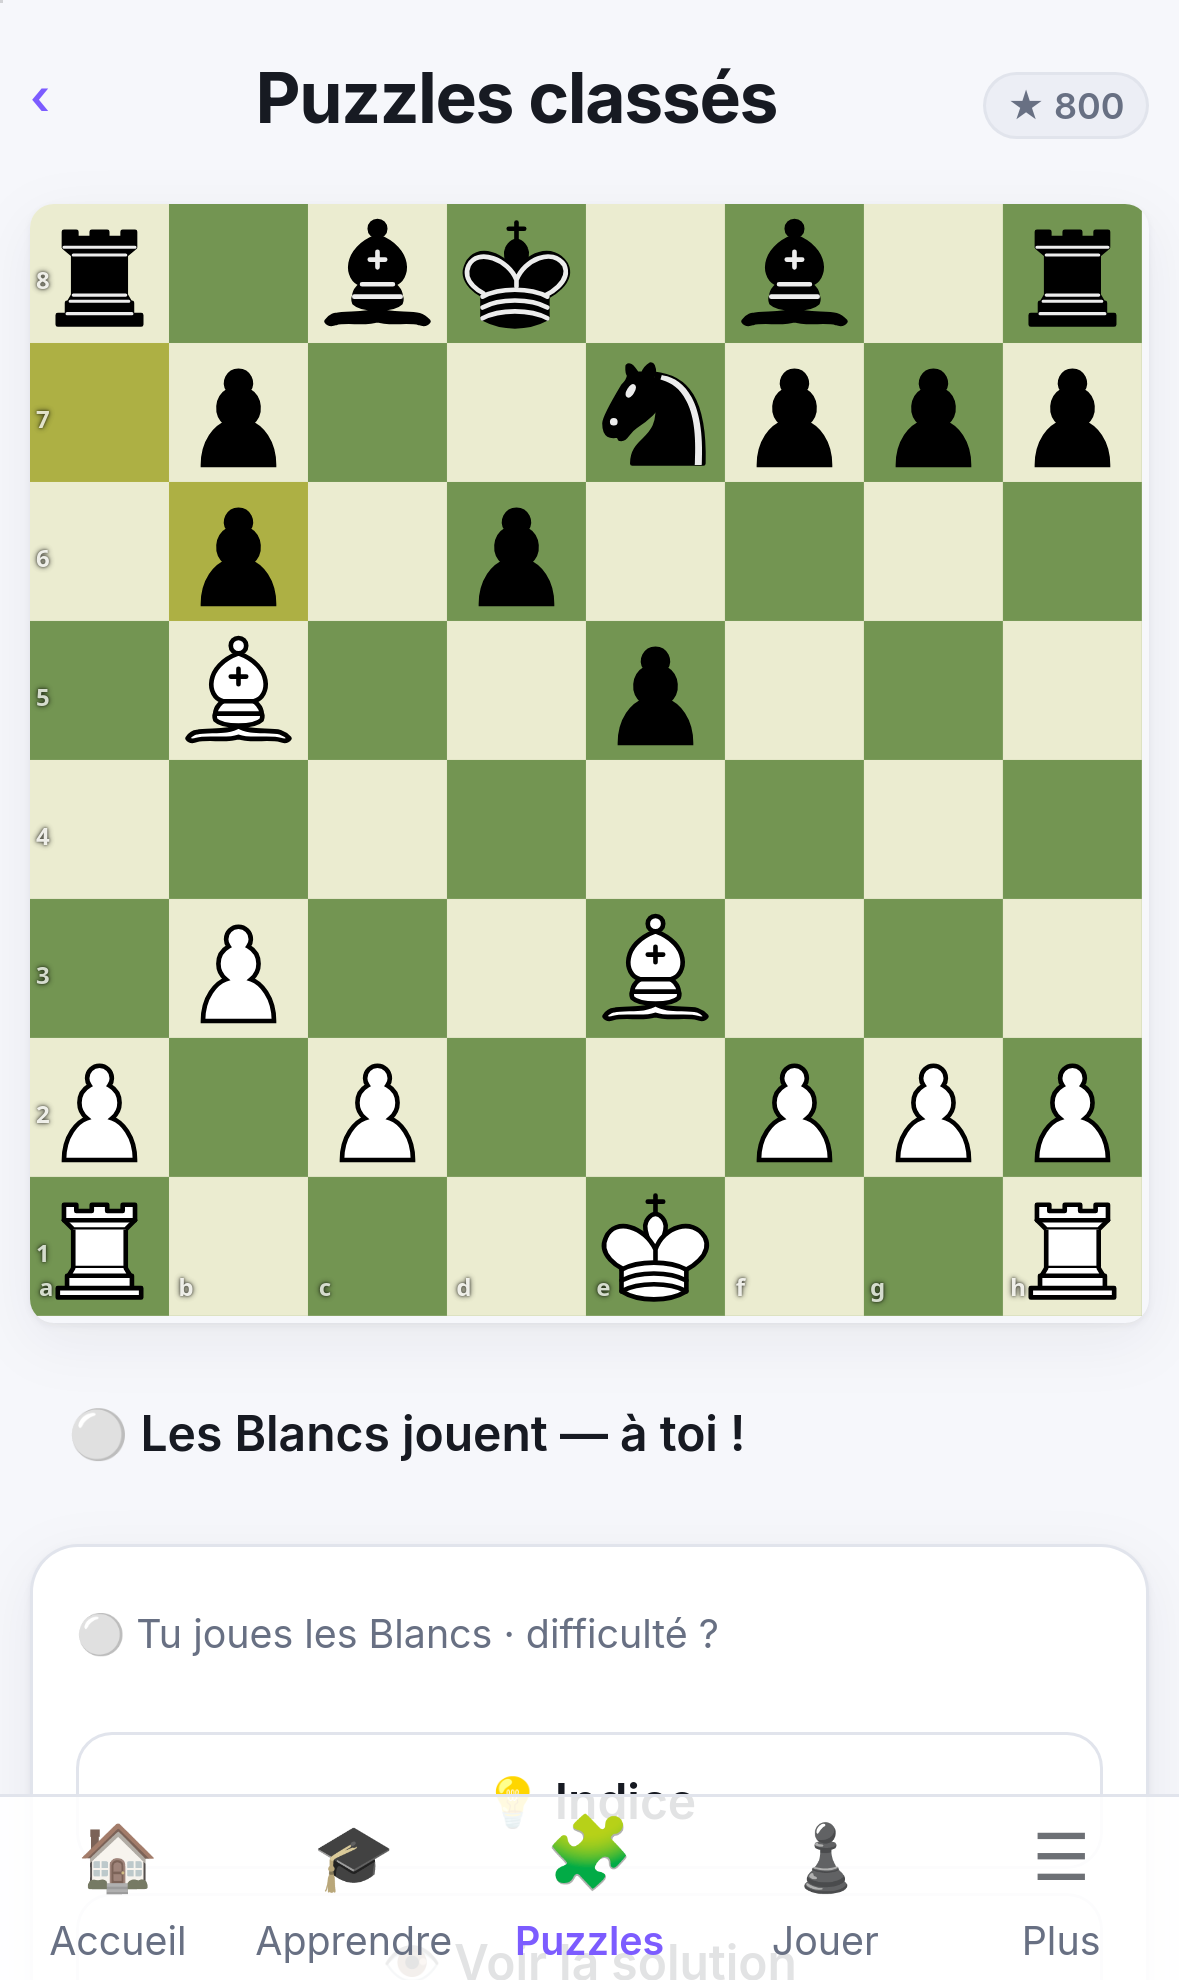 ‹ Puzzles classés ★ 800
8
7
6
5
4
3
2
1
a b c d e f g h
Les Blancs jouent — à toi !
Tu joues les Blancs · difficulté ?
Indice
Voir la solution
Accueil Apprendre Puzzles Jouer Plus